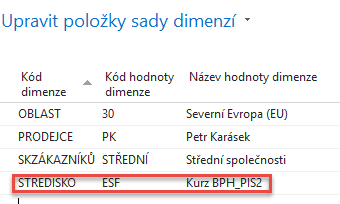 Upravit položky sady dimenzí
Kód dimenze Kód hodnoty dimenze Název hodnoty dimenze
OBLAST 30 Severní Evropa (EU)
PRODEJCE PK Petr Karásek
SKZÁKAZNÍKŮ STŘEDNÍ Střední společnosti
STREDISKO ESF Kurz BPH_PIS2